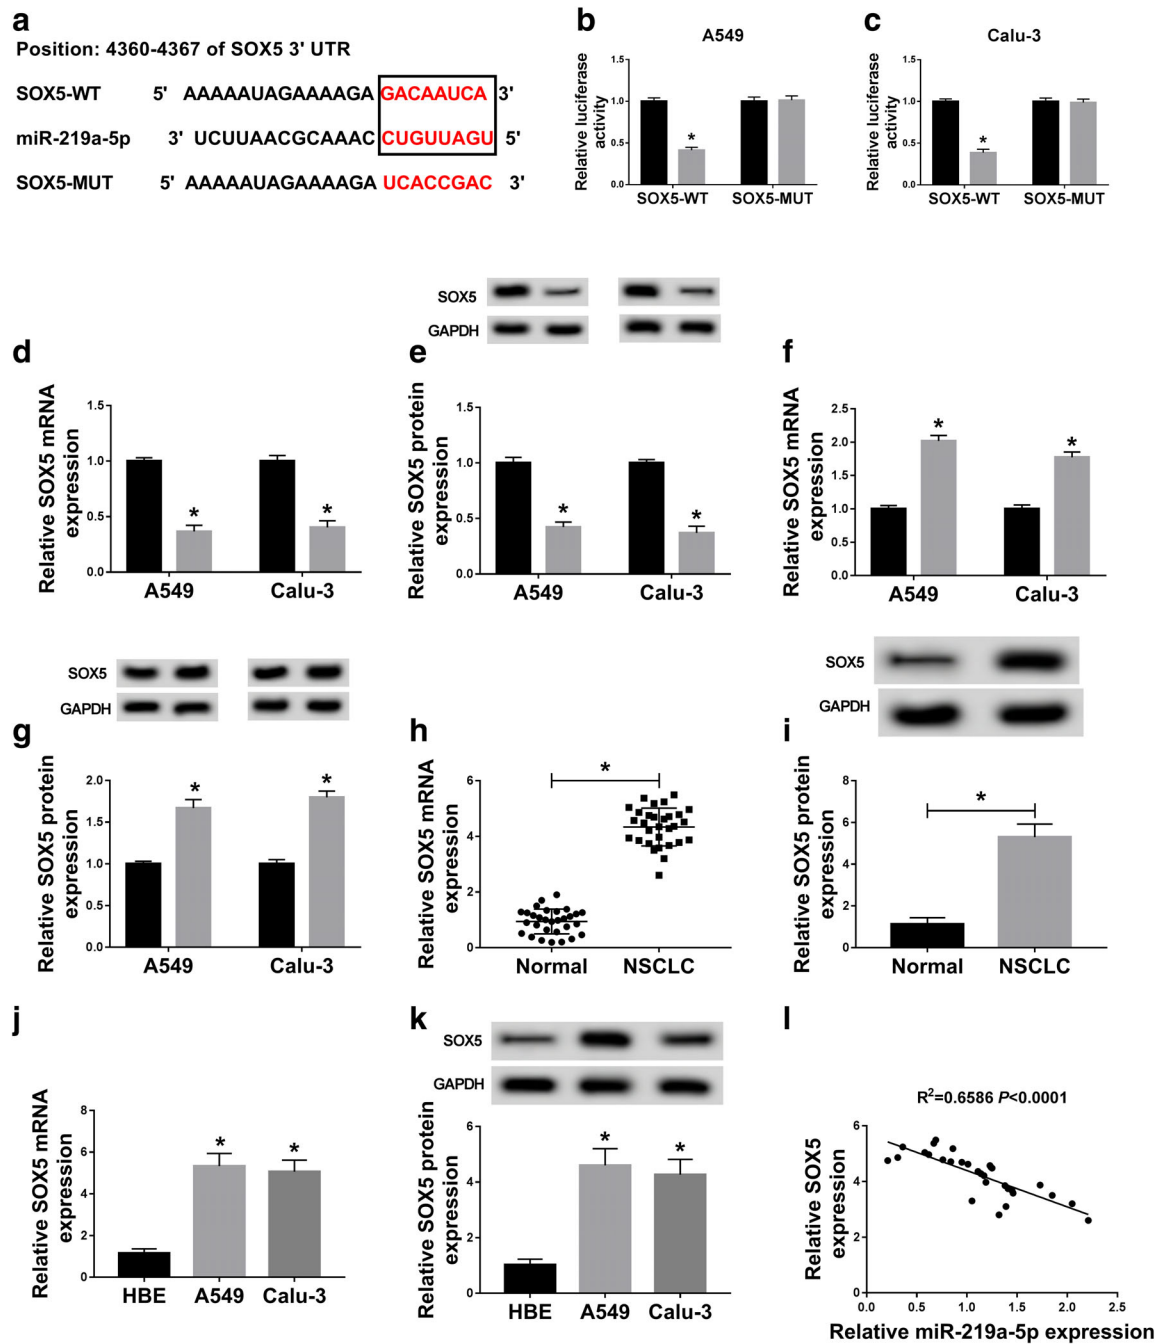 a
Position: 4360-4367 of SOX5 3' UTR
SOX5-WT 5' AAAAAUAGAAAAGA GACAAUCA 3'
miR-219a-5p 3' UCUUAACGCAAAC CUGUUAGU 5'
SOX5-MUT 5' AAAAAUAGAAAAGA UCACCGAC 3'
b
A549
Relative luciferase activity
1.5
1.0
0.5
0.0
*
SOX5-WT SOX5-MUT
c
Calu-3
Relative luciferase activity
1.5
1.0
0.5
0.0
*
SOX5-WT SOX5-MUT
d
Relative SOX5 mRNA expression
1.5
1.0
0.5
0.0
* *
A549 Calu-3
SOX5
GAPDH
e
Relative SOX5 protein expression
1.5
1.0
0.5
0.0
* *
A549 Calu-3
f
Relative SOX5 mRNA expression
2.5
2.0
1.5
1.0
0.5
0.0
* *
A549 Calu-3
SOX5
GAPDH
g
Relative SOX5 protein expression
2.0
1.5
1.0
0.5
0.0
* *
A549 Calu-3
h
Relative SOX5 mRNA expression
6
4
2
0
*
Normal NSCLC
SOX5
GAPDH
i
Relative SOX5 protein expression
8
6
4
2
0
*
Normal NSCLC
j
Relative SOX5 mRNA expression
8
6
4
2
0
* *
HBE A549 Calu-3
k
SOX5
GAPDH
Relative SOX5 protein expression
6
4
2
0
* *
HBE A549 Calu-3
l
R²=0.6586 P<0.0001
Relative SOX5 expression
6
4
2
0
0.0 0.5 1.0 1.5 2.0 2.5
Relative miR-219a-5p expression